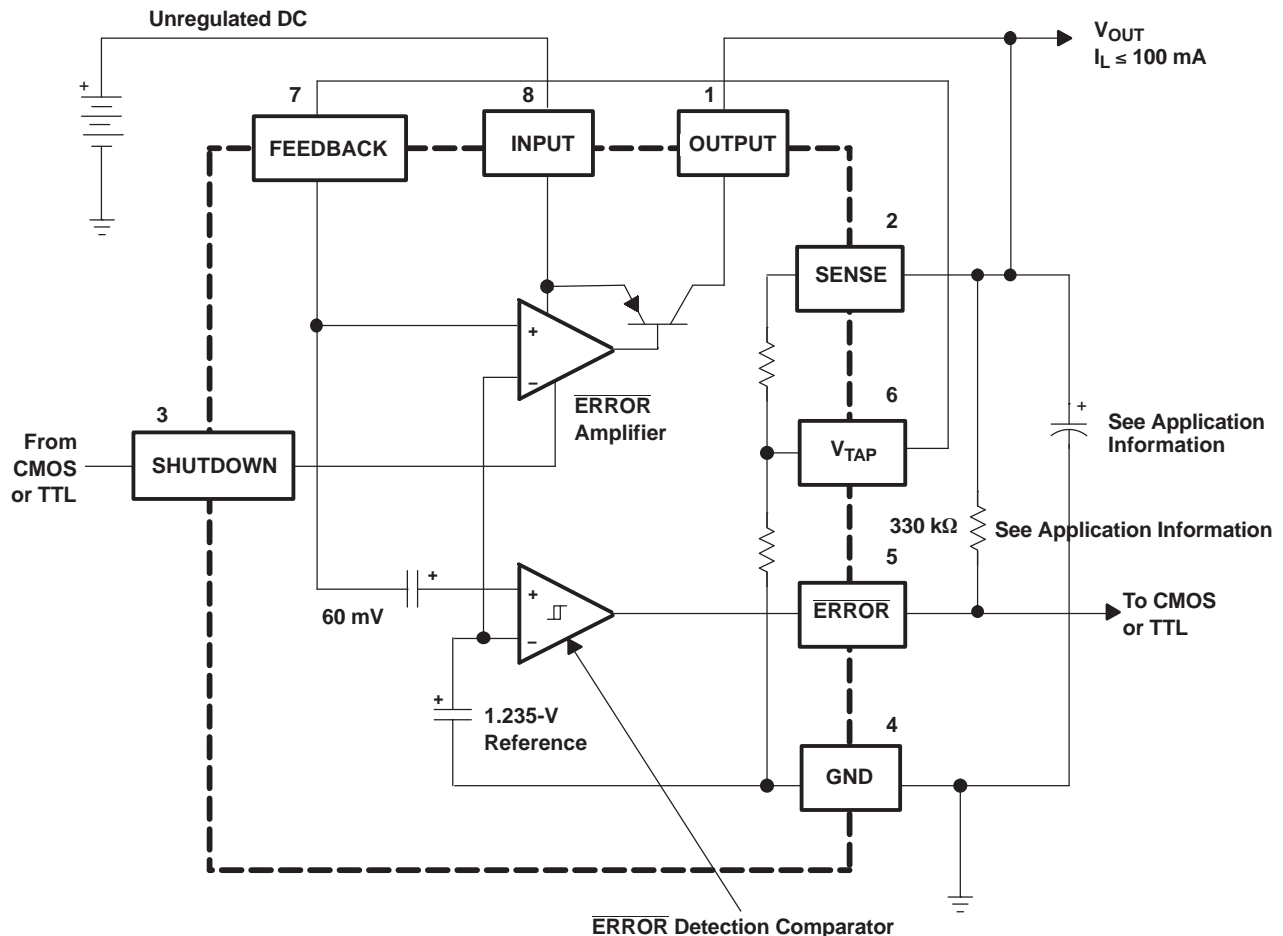 Unregulated DC
V_OUT
I_L ≤ 100 mA
+
7
8
1
FEEDBACK
INPUT
OUTPUT
2
SENSE
+
−
ERROR
Amplifier
6
V_TAP
+
See Application
Information
3
From
CMOS
or TTL
SHUTDOWN
330 kΩ
See Application Information
5
+
60 mV
+
−
ERROR
To CMOS
or TTL
+
1.235-V
Reference
4
GND
ERROR Detection Comparator